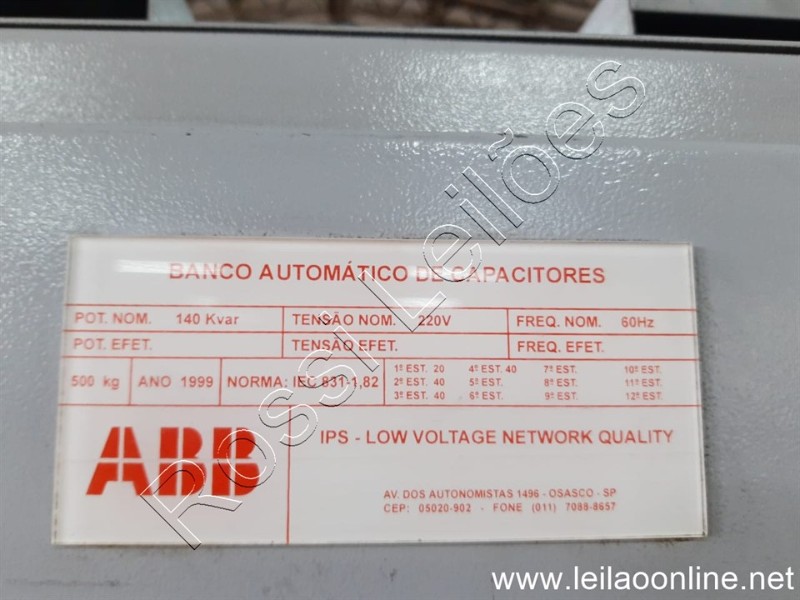 BANCO AUTOMÁTICO DE CAPACITORES
POT. NOM. 140 Kvar TENSÃO NOM. 220V FREQ. NOM. 60Hz
POT. EFET. TENSÃO EFET. FREQ. EFET.
500 kg ANO 1999 NORMA: IEC 831-1,82
1º EST. 20 4º EST. 40 7º EST. 10º EST.
2º EST. 40 5º EST. 8º EST. 11º EST.
3º EST. 40 6º EST. 9º EST. 12º EST.
ABB
IPS - LOW VOLTAGE NETWORK QUALITY
AV. DOS AUTONOMISTAS 1496 - OSASCO - SP
CEP: 05020-902 - FONE (011) 7088-8657
Rossi Leilões
www.leilaoonline.net